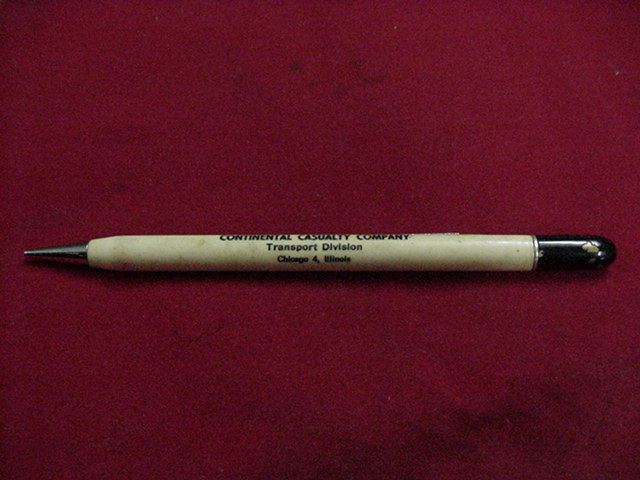 CONTINENTAL CASUALTY COMPANY
Transport Division
Chicago 4, Illinois